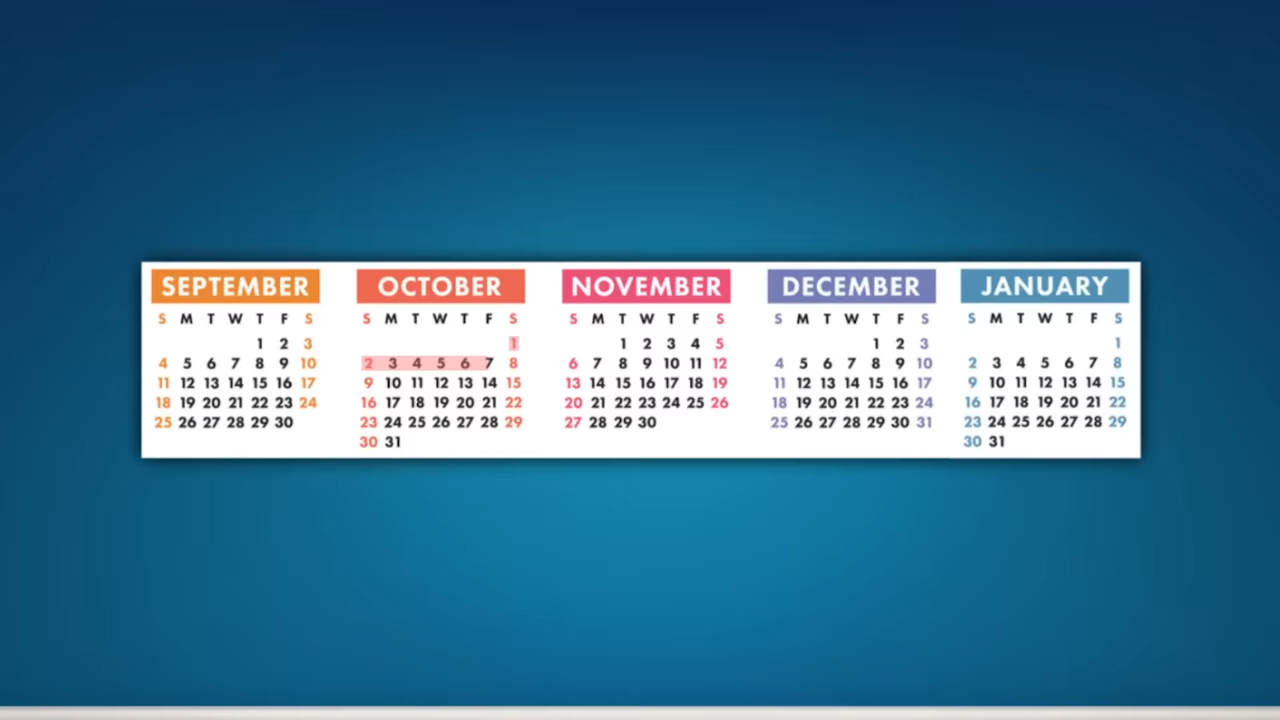 SEPTEMBER
S M T W T F S
1 2 3
4 5 6 7 8 9 10
11 12 13 14 15 16 17
18 19 20 21 22 23 24
25 26 27 28 29 30
OCTOBER
S M T W T F S
1
2 3 4 5 6 7 8
9 10 11 12 13 14 15
16 17 18 19 20 21 22
23 24 25 26 27 28 29
30 31
NOVEMBER
S M T W T F S
1 2 3 4 5
6 7 8 9 10 11 12
13 14 15 16 17 18 19
20 21 22 23 24 25 26
27 28 29 30
DECEMBER
S M T W T F S
1 2 3
4 5 6 7 8 9 10
11 12 13 14 15 16 17
18 19 20 21 22 23 24
25 26 27 28 29 30 31
JANUARY
S M T W T F S
1
2 3 4 5 6 7 8
9 10 11 12 13 14 15
16 17 18 19 20 21 22
23 24 25 26 27 28 29
30 31